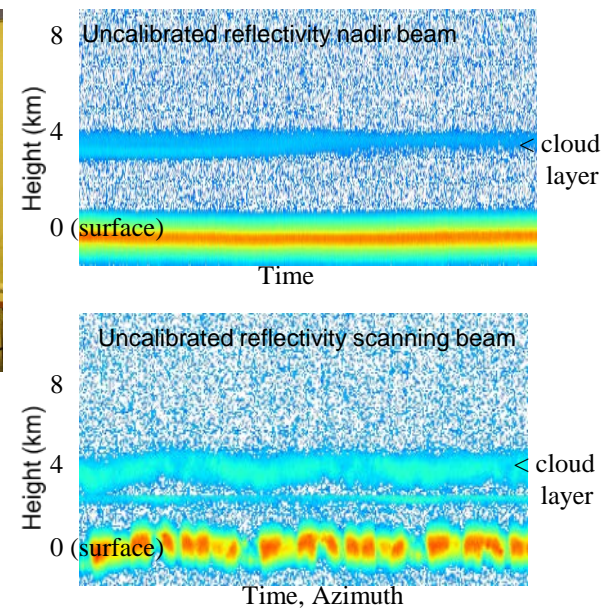 Uncalibrated reflectivity nadir beam
8
4
0 (surface)
Height (km)
< cloud
layer
Time
Uncalibrated reflectivity scanning beam
8
4
0 (surface)
Height (km)
< cloud
layer
Time, Azimuth